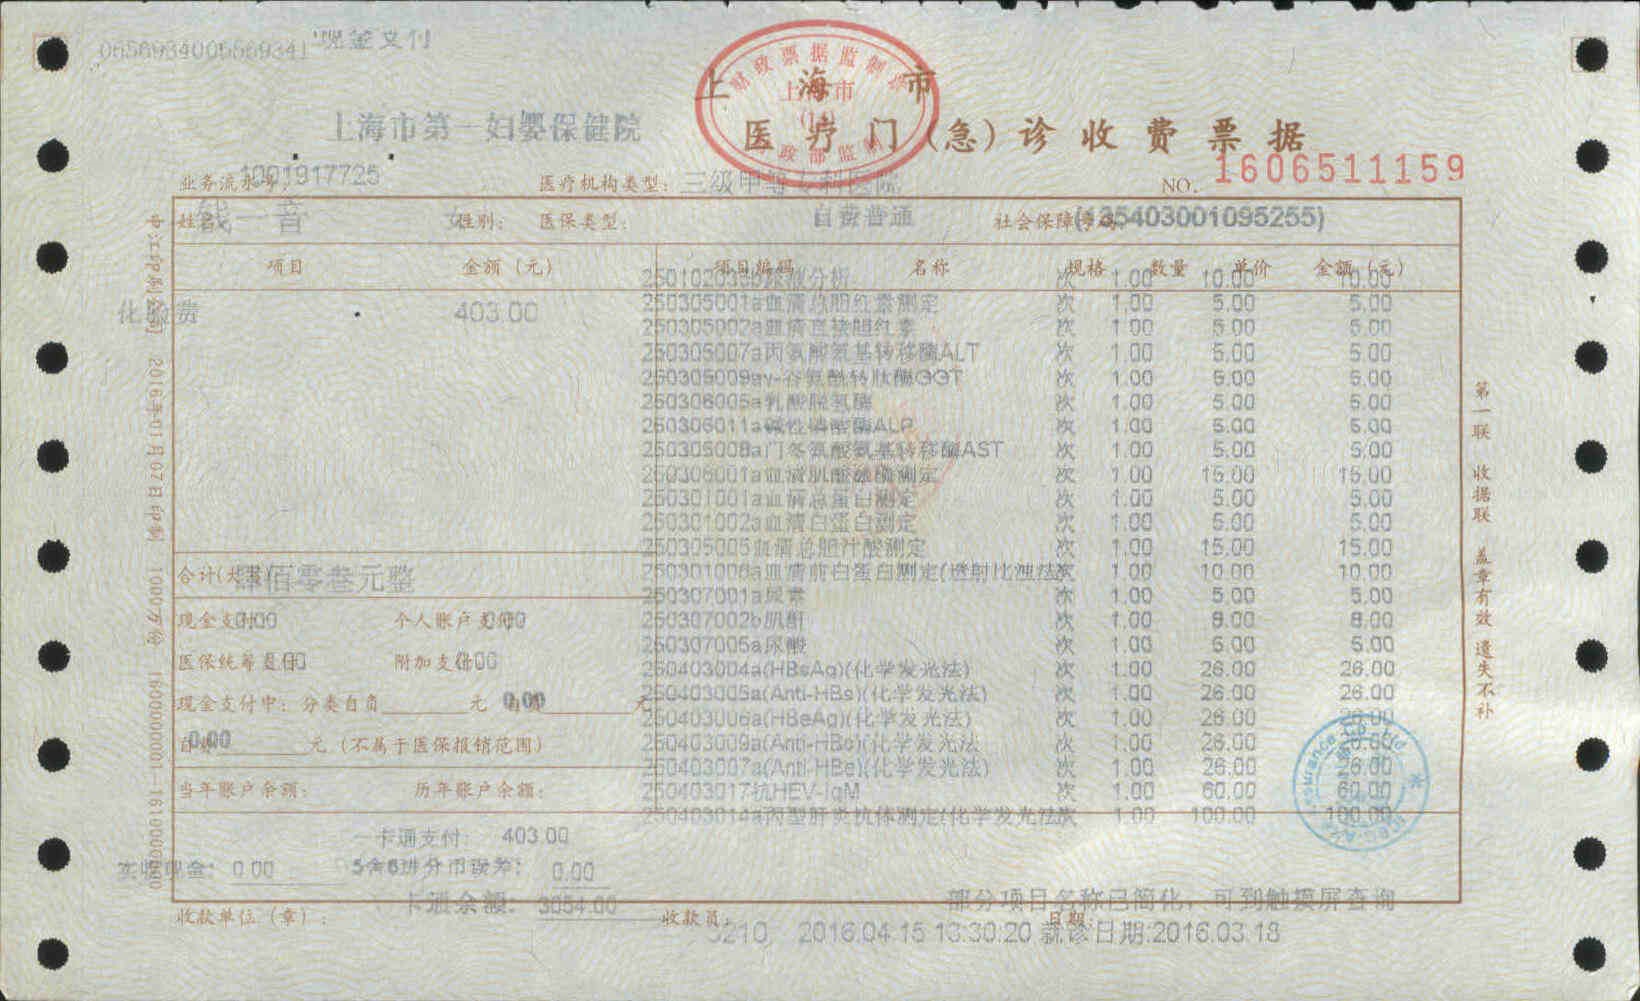 0656934005569341 现金支付
上海市
上海市第一妇婴保健院
医疗门(急)诊收费票据
业务流水号: 1001917725 医疗机构类型: 三级甲等专科医院 NO. 1606511159
姓名: 钱一音 性别: 女 医保类型: 自费普通 社会保障号码: (135403001095255)
项目 金额(元) 项目编码 名称 规格 数量 单价 金额(元)
化验费 403.00
尿液分析 次 1.00 10.00 10.00
250305001a血清总胆红素测定 次 1.00 5.00 5.00
250305002a血清直接胆红素 次 1.00 5.00 5.00
250305007a丙氨酸氨基转移酶ALT 次 1.00 5.00 5.00
250305009aγ-谷氨酰转肽酶GGT 次 1.00 5.00 5.00
250306005a乳酸脱氢酶 次 1.00 5.00 5.00
250306011a碱性磷酸酶ALP 次 1.00 5.00 5.00
250305008a门冬氨酸氨基转移酶AST 次 1.00 5.00 5.00
250306001a血清肌酸激酶测定 次 1.00 15.00 15.00
250301001a血清总蛋白测定 次 1.00 5.00 5.00
250301002a血清白蛋白测定 次 1.00 5.00 5.00
250305005血清总胆汁酸测定 次 1.00 15.00 15.00
250301006a血清前白蛋白测定(透射比浊法 次 1.00 10.00 10.00
250307001a尿素 次 1.00 5.00 5.00
250307002b肌酐 次 1.00 8.00 8.00
250307005a尿酸 次 1.00 5.00 5.00
250403004a(HBsAg)(化学发光法) 次 1.00 26.00 26.00
250403005a(Anti-HBs)(化学发光法) 次 1.00 26.00 26.00
250403006a(HBeAg)(化学发光法) 次 1.00 26.00 26.00
250403009a(Anti-HBc)(化学发光法 次 1.00 26.00 26.00
250403007a(Anti-HBe)(化学发光法) 次 1.00 26.00 26.00
250403017抗HEV-IgM 次 1.00 60.00 60.00
250403014a丙型肝炎抗体测定(化学发光法 次 1.00 100.00 100.00
合计(大写) 肆佰零叁元整
现金支付: 0.00 个人账户支付: 0.00
医保统筹支付: 0.00 附加支付: 0.00
现金支付中: 分类自负 元 自负 0.00 元
自费 0.00 元 (不属于医保报销范围)
当年账户余额: 历年账户余额:
一卡通支付: 403.00
实收现金: 0.00 5舍6进分币误差: 0.00
卡通余额: 3054.00
部分项目名称已简化，可到触摸屏查询
收款单位(章): 收款员: 5210 日期: 2016.04.15 13:30:20 就诊日期:2016.03.18
2016年01月07日印制 1000万份 1600000001—1610000000
第一联 收据联 盖章有效 遗失不补
财政票据监制章
上海市
财政部监制